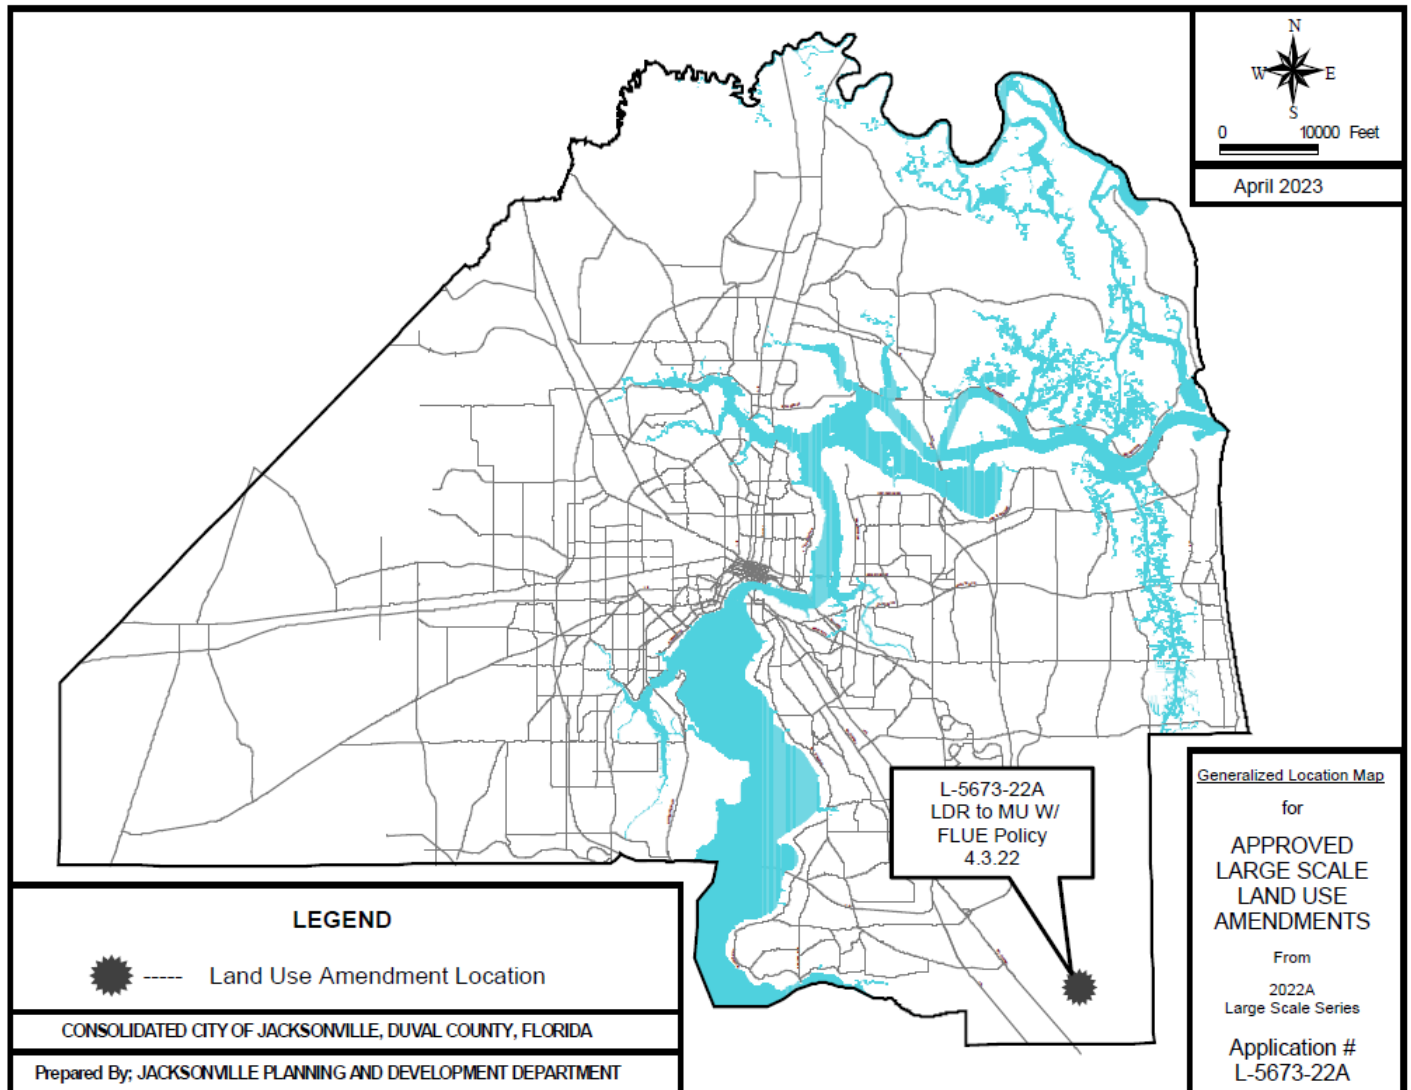 N
W E
S
0 10000 Feet
April 2023
L-5673-22A
LDR to MU W/
FLUE Policy
4.3.22
Generalized Location Map
for
APPROVED
LARGE SCALE
LAND USE
AMENDMENTS
From
2022A
Large Scale Series
Application #
L-5673-22A
LEGEND
----- Land Use Amendment Location
CONSOLIDATED CITY OF JACKSONVILLE, DUVAL COUNTY, FLORIDA
Prepared By; JACKSONVILLE PLANNING AND DEVELOPMENT DEPARTMENT